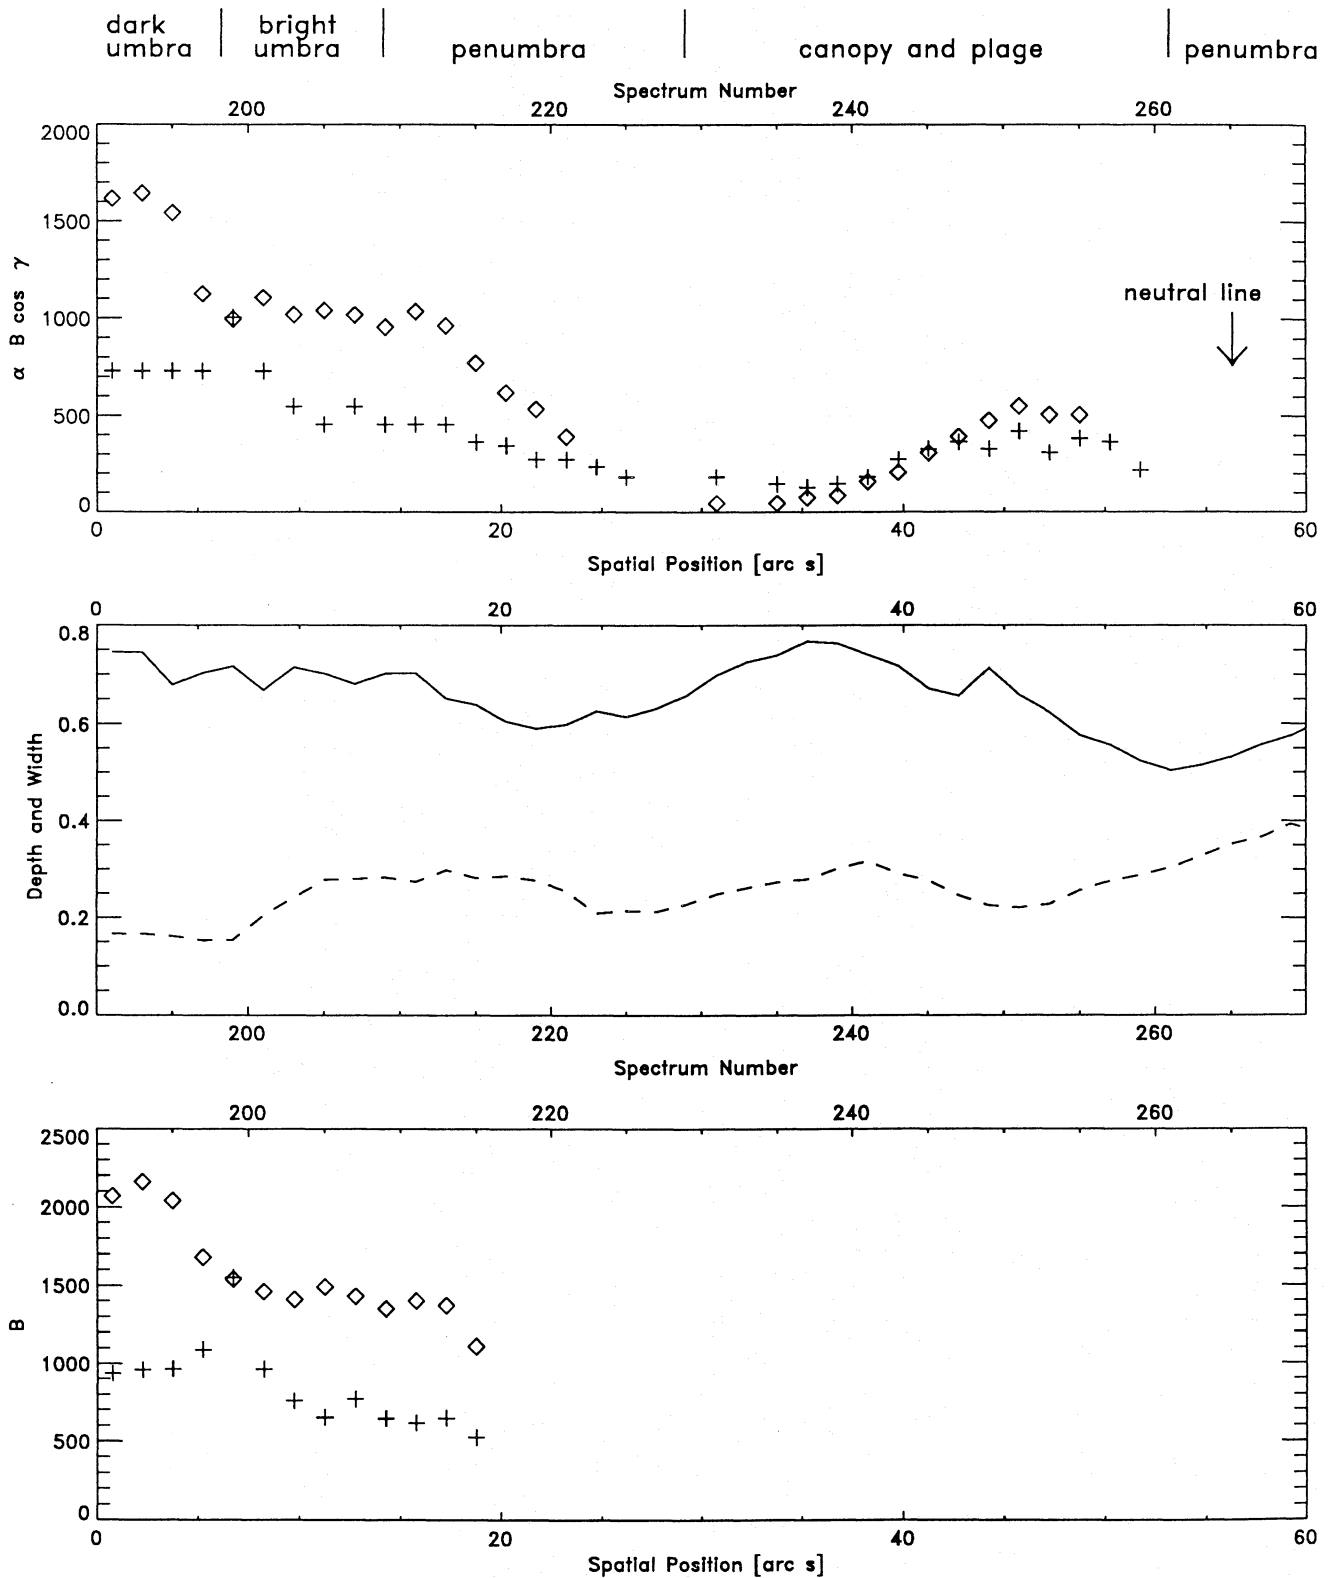 dark bright
umbra umbra penumbra canopy and plage penumbra
Spectrum Number
200 220 240 260
2000
1500
1000
500
0
α B cos γ
neutral line
0 20 40 60
Spatial Position [arc s]
0 20 40 60
0.8
0.6
0.4
0.2
0.0
Depth and Width
200 220 240 260
Spectrum Number
200 220 240 260
2500
2000
1500
1000
500
0
B
0 20 40 60
Spatial Position [arc s]